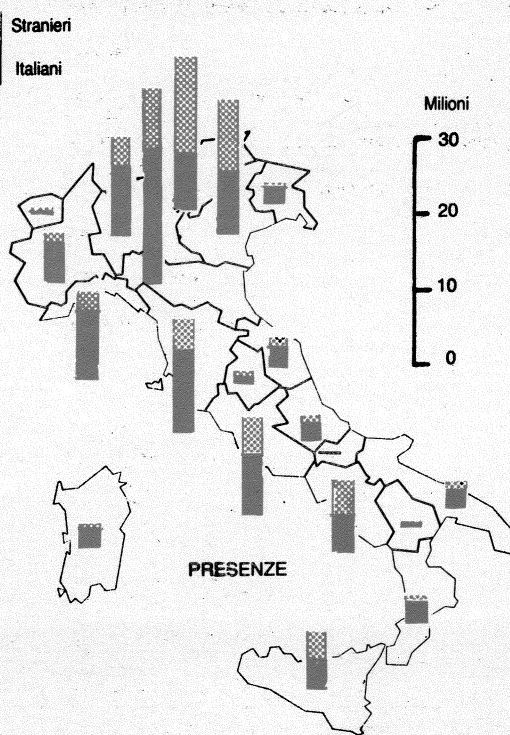 Stranieri
Italiani
Milioni
30
20
10
0
PRESENZE